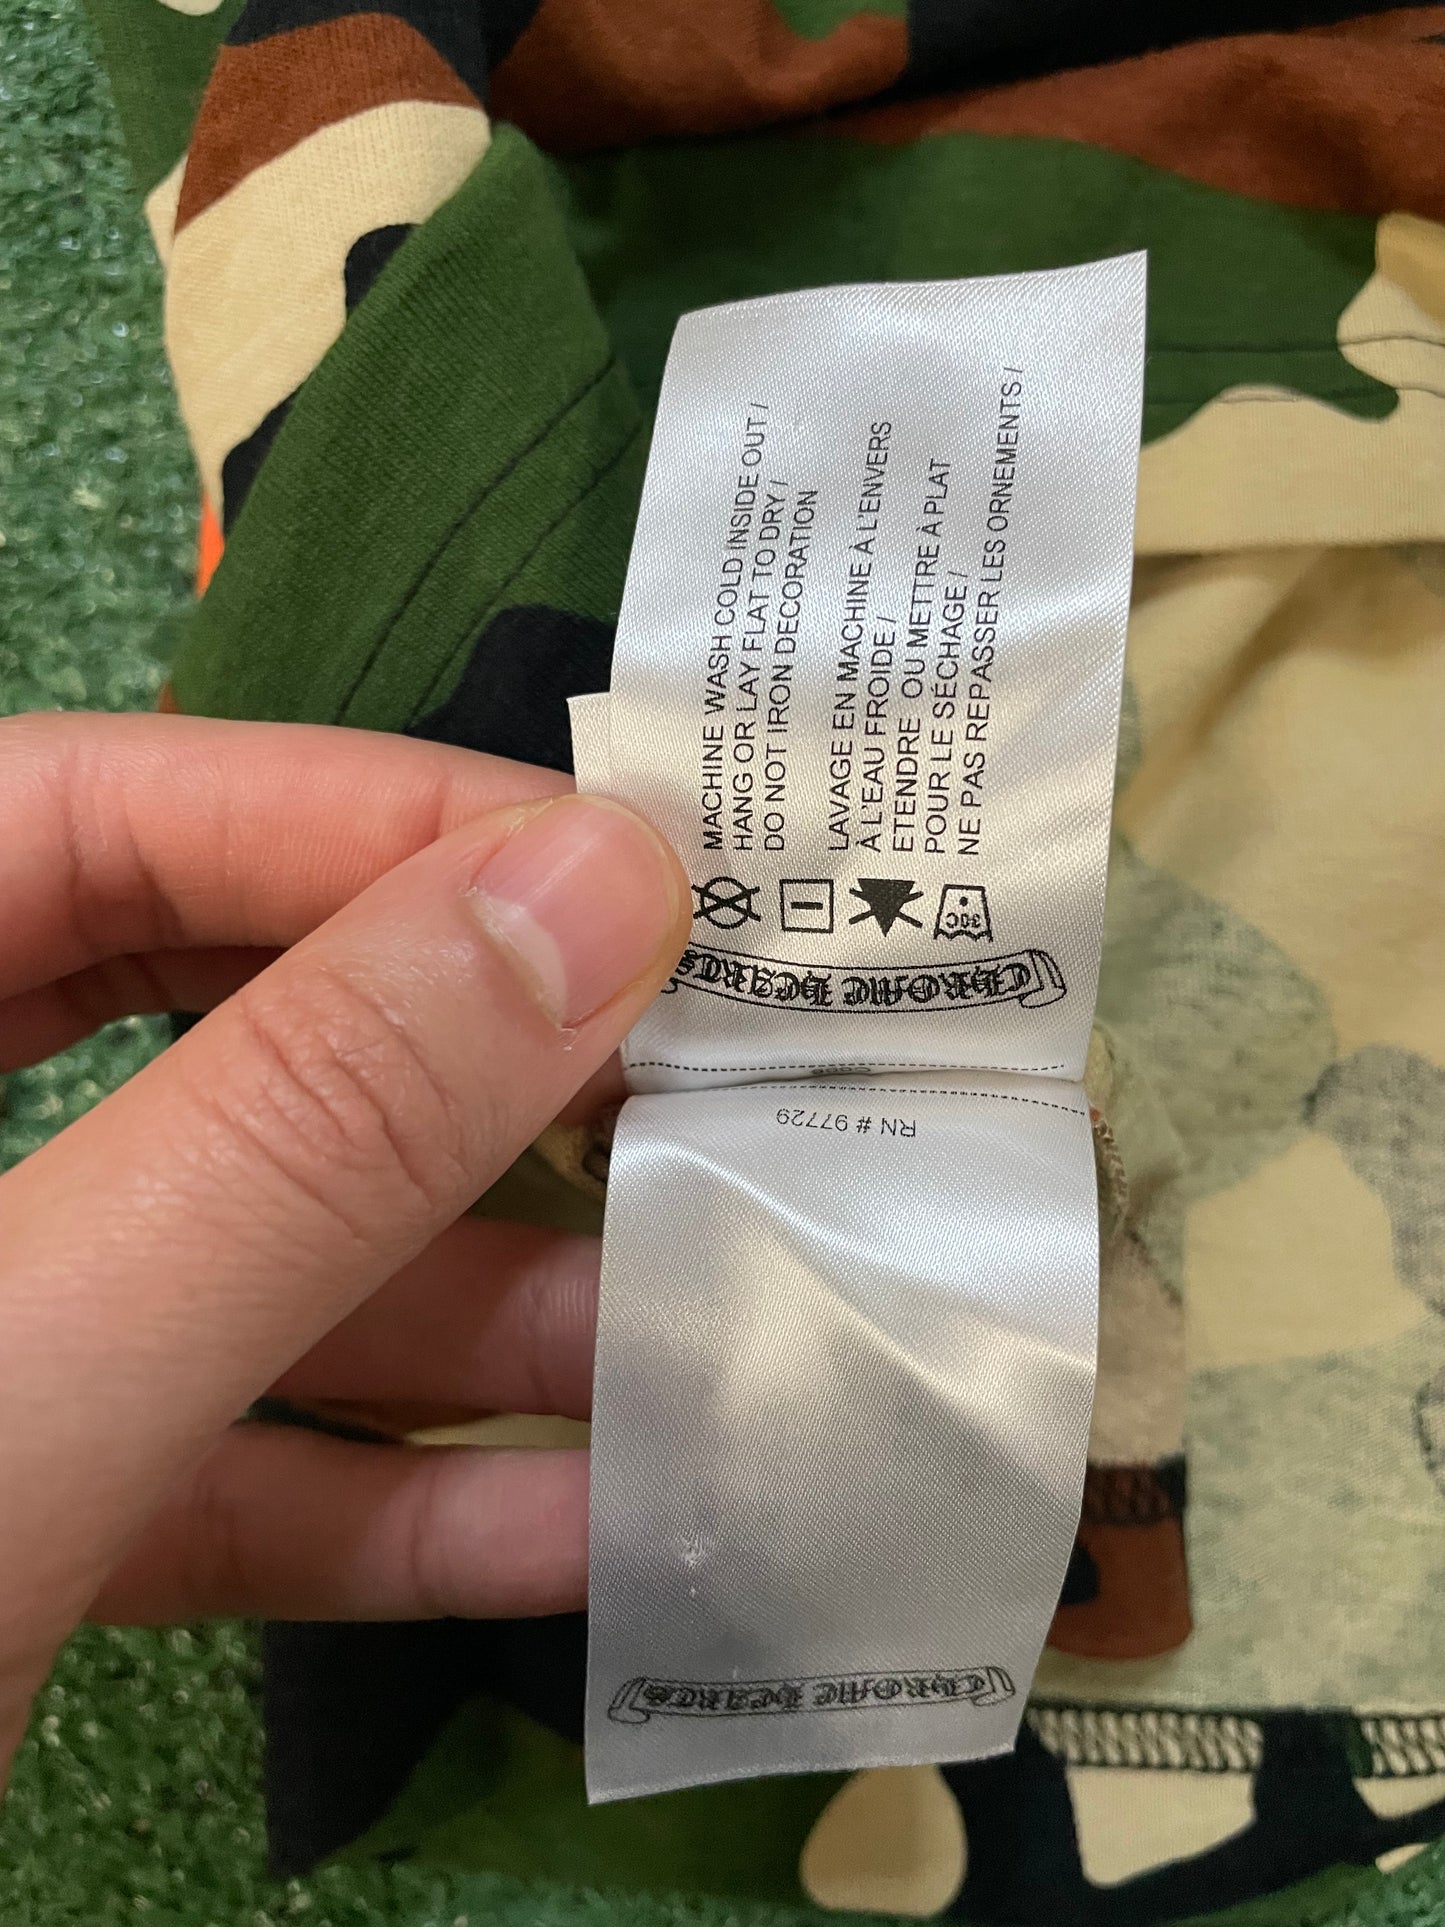 MACHINE WASH COLD INSIDE OUT /
HANG OR LAY FLAT TO DRY /
DO NOT IRON DECORATION
LAVAGE EN MACHINE À L'ENVERS
À L'EAU FROIDE /
ETENDRE OU METTRE À PLAT
POUR LE SÉCHAGE /
NE PAS REPASSER LES ORNEMENTS /
30C
CHROME HEARTS
RN # 97729
CHROME HEARTS